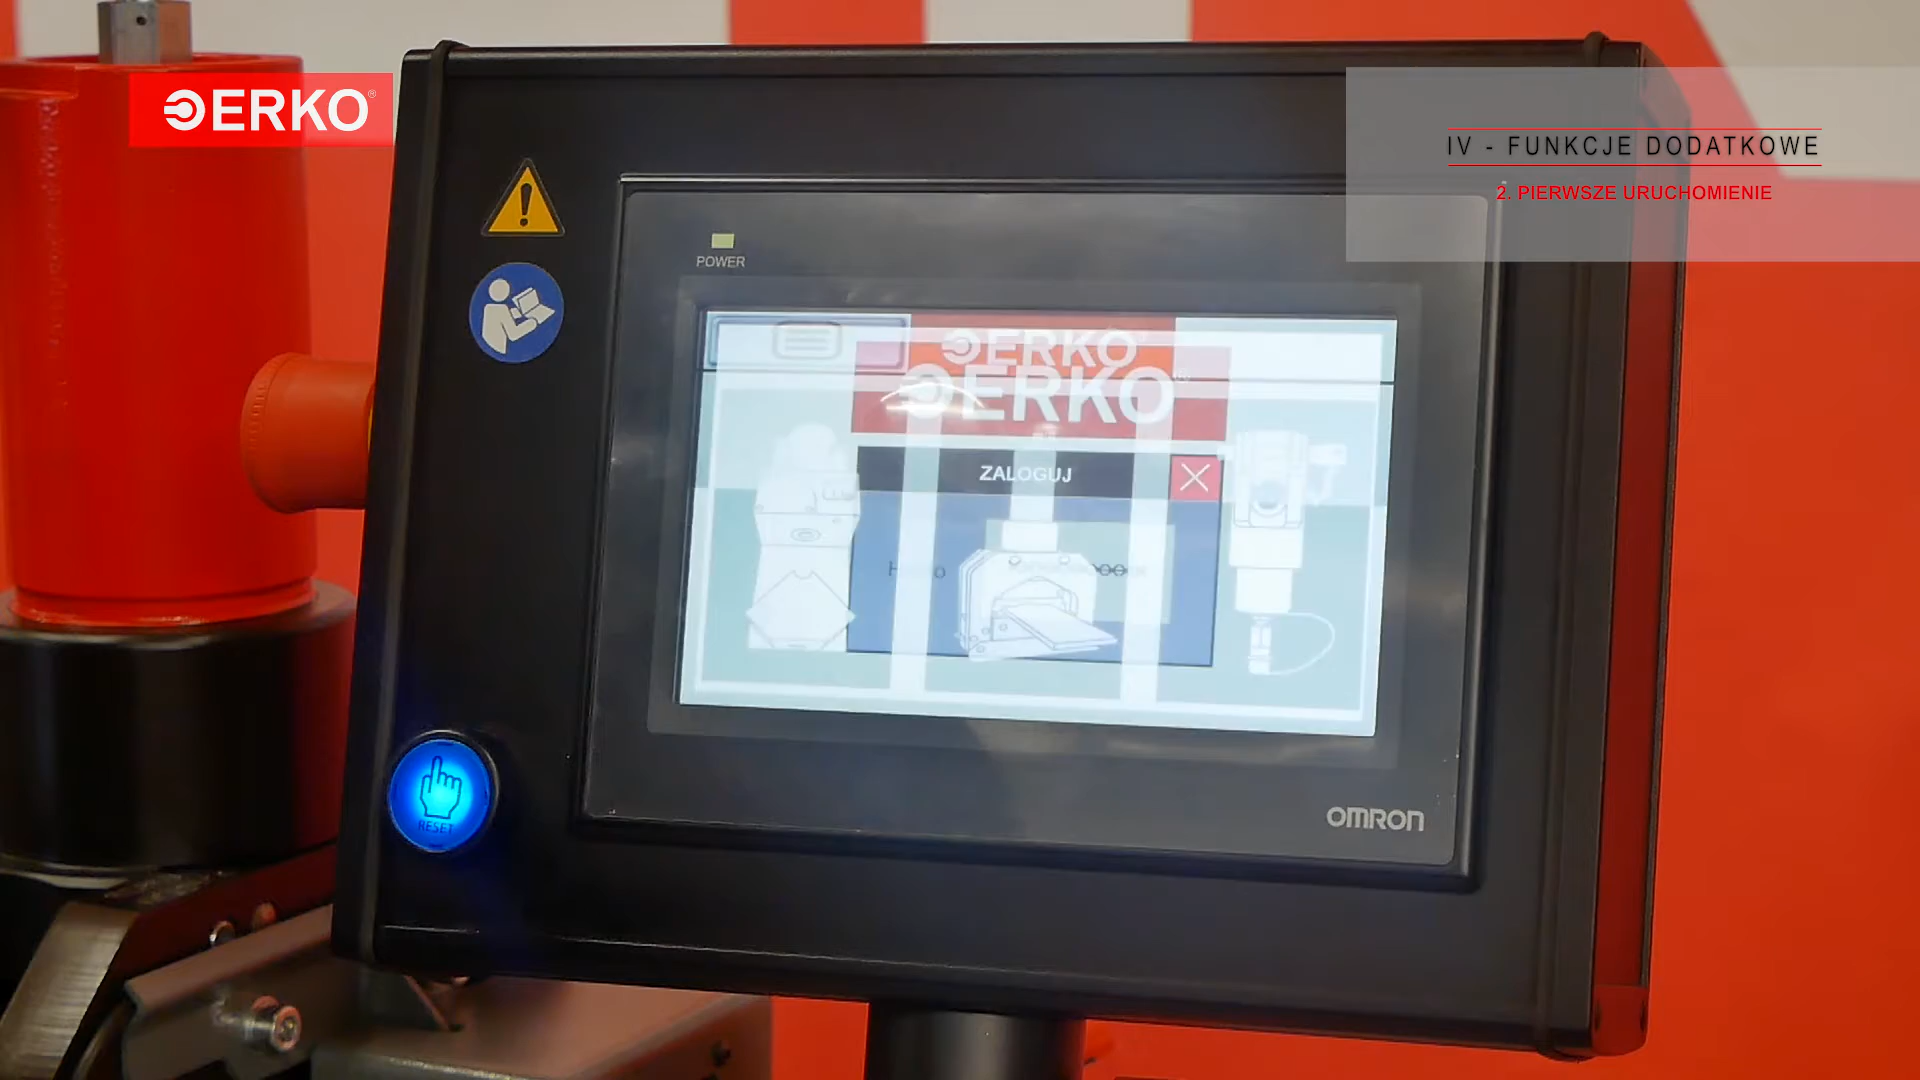 ERKO®
IV - FUNKCJE DODATKOWE
2. PIERWSZE URUCHOMIENIE
POWER
ERKO
ERKO
ZALOGUJ
RESET
OMRON